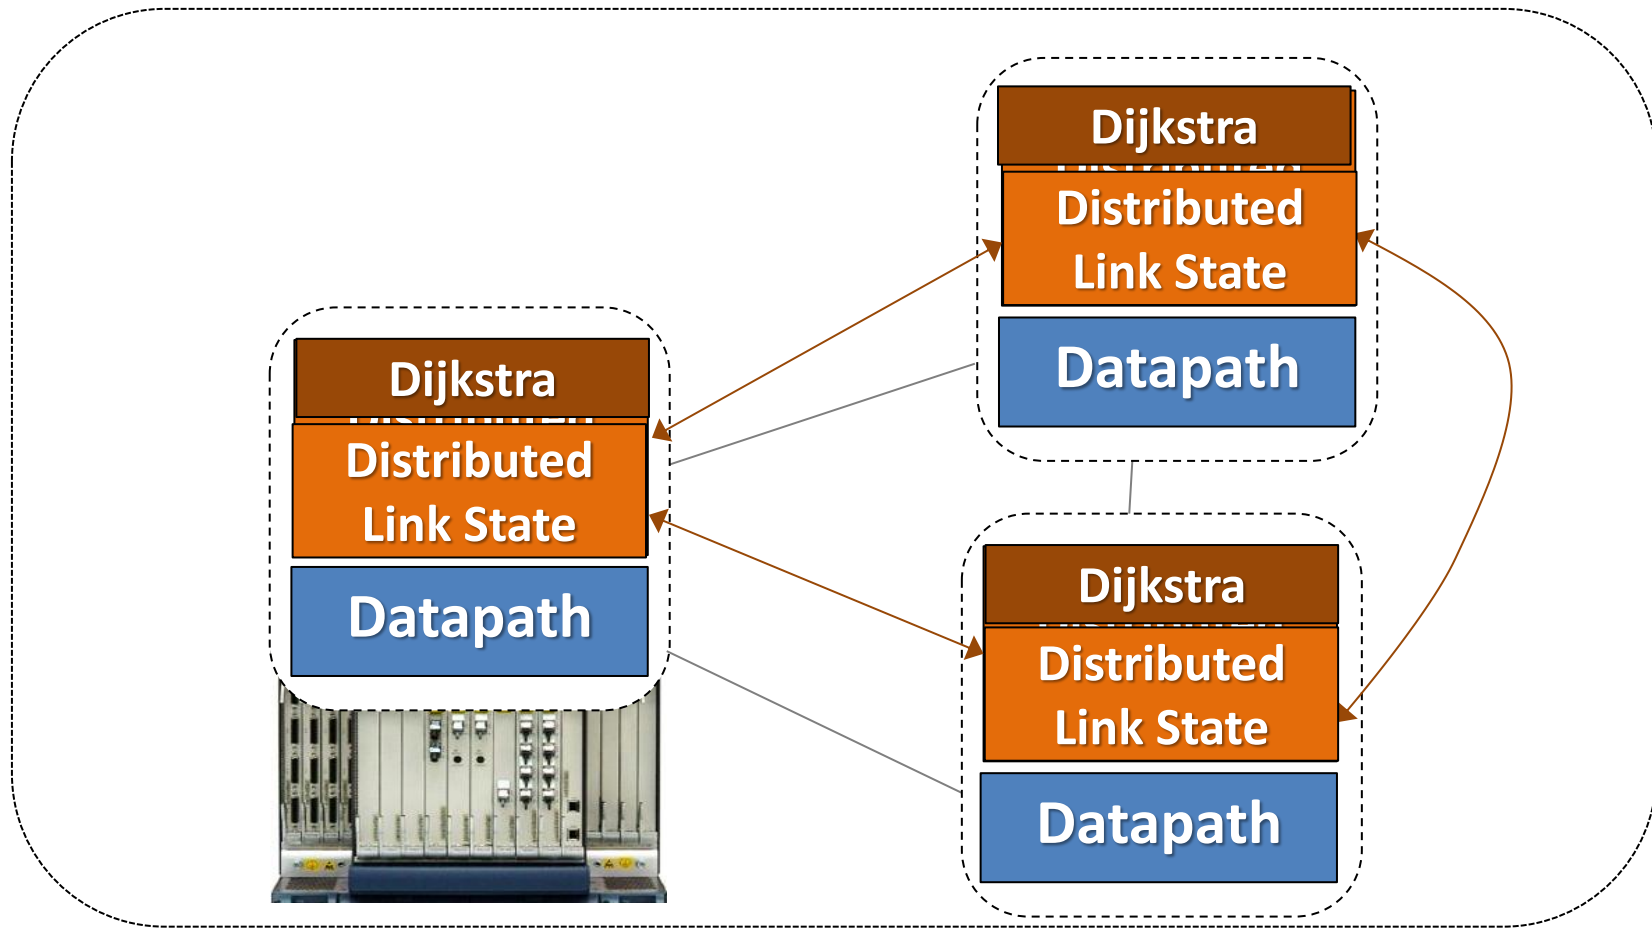 Dijkstra
Distributed
Link State
Datapath
Dijkstra
Distributed
Link State
Datapath
Dijkstra
Distributed
Link State
Datapath